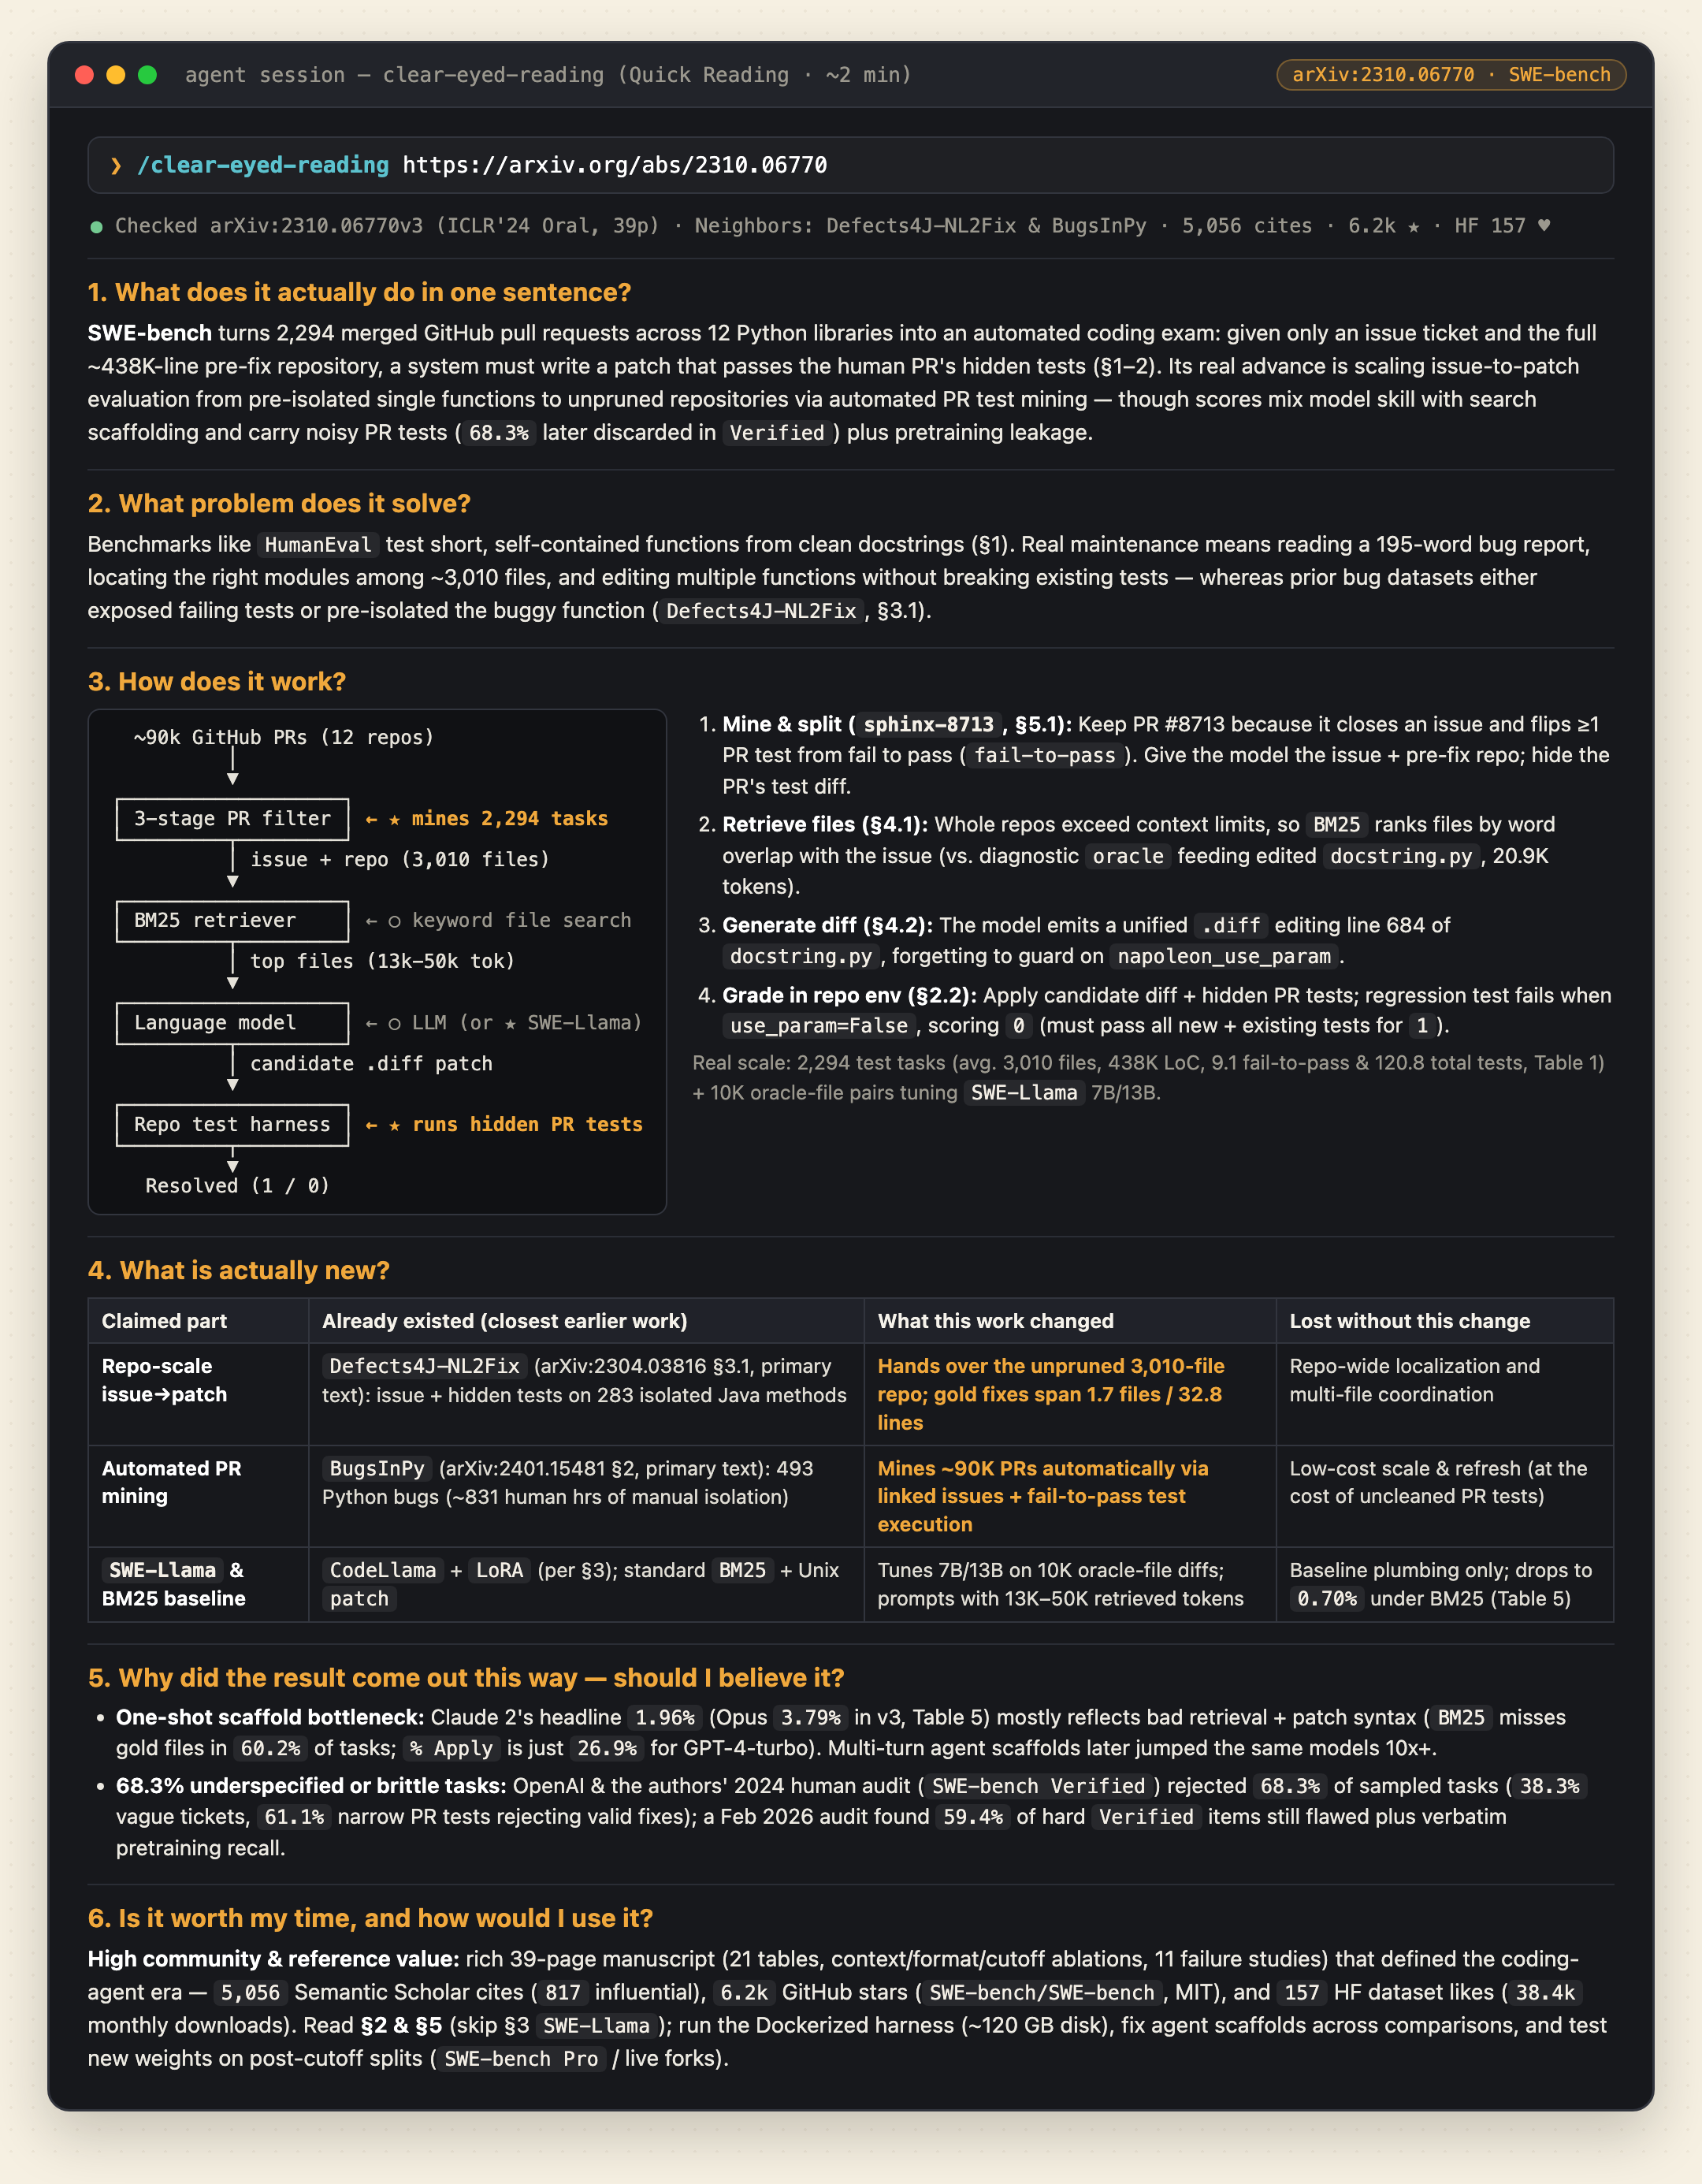 agent session — clear-eyed-reading (Quick Reading · ~2 min)
arXiv:2310.06770 · SWE-bench
❯ /clear-eyed-reading https://arxiv.org/abs/2310.06770
● Checked arXiv:2310.06770v3 (ICLR'24 Oral, 39p) · Neighbors: Defects4J-NL2Fix & BugsInPy · 5,056 cites · 6.2k ★ · HF 157 ♥
1. What does it actually do in one sentence?
SWE-bench turns 2,294 merged GitHub pull requests across 12 Python libraries into an automated coding exam: given only an issue ticket and the full
~438K-line pre-fix repository, a system must write a patch that passes the human PR's hidden tests (§1–2). Its real advance is scaling issue-to-patch
evaluation from pre-isolated single functions to unpruned repositories via automated PR test mining — though scores mix model skill with search
scaffolding and carry noisy PR tests ( 68.3% later discarded in Verified ) plus pretraining leakage.
2. What problem does it solve?
Benchmarks like HumanEval test short, self-contained functions from clean docstrings (§1). Real maintenance means reading a 195-word bug report,
locating the right modules among ~3,010 files, and editing multiple functions without breaking existing tests — whereas prior bug datasets either
exposed failing tests or pre-isolated the buggy function ( Defects4J-NL2Fix , §3.1).
3. How does it work?
~90k GitHub PRs (12 repos)
3-stage PR filter ← ★ mines 2,294 tasks
issue + repo (3,010 files)
BM25 retriever ← ○ keyword file search
top files (13k–50k tok)
Language model ← ○ LLM (or ★ SWE-Llama)
candidate .diff patch
Repo test harness ← ★ runs hidden PR tests
Resolved (1 / 0)
1. Mine & split ( sphinx-8713 , §5.1): Keep PR #8713 because it closes an issue and flips ≥1
PR test from fail to pass ( fail-to-pass ). Give the model the issue + pre-fix repo; hide the
PR's test diff.
2. Retrieve files (§4.1): Whole repos exceed context limits, so BM25 ranks files by word
overlap with the issue (vs. diagnostic oracle feeding edited docstring.py , 20.9K
tokens).
3. Generate diff (§4.2): The model emits a unified .diff editing line 684 of
docstring.py , forgetting to guard on napoleon_use_param .
4. Grade in repo env (§2.2): Apply candidate diff + hidden PR tests; regression test fails when
use_param=False , scoring 0 (must pass all new + existing tests for 1 ).
Real scale: 2,294 test tasks (avg. 3,010 files, 438K LoC, 9.1 fail-to-pass & 120.8 total tests, Table 1)
+ 10K oracle-file pairs tuning SWE-Llama 7B/13B.
4. What is actually new?
Claimed part
Already existed (closest earlier work)
What this work changed
Lost without this change
Repo-scale
issue→patch
Defects4J-NL2Fix (arXiv:2304.03816 §3.1, primary
text): issue + hidden tests on 283 isolated Java methods
Hands over the unpruned 3,010-file
repo; gold fixes span 1.7 files / 32.8
lines
Repo-wide localization and
multi-file coordination
Automated PR
mining
BugsInPy (arXiv:2401.15481 §2, primary text): 493
Python bugs (~831 human hrs of manual isolation)
Mines ~90K PRs automatically via
linked issues + fail-to-pass test
execution
Low-cost scale & refresh (at the
cost of uncleaned PR tests)
SWE-Llama &
BM25 baseline
CodeLlama + LoRA (per §3); standard BM25 + Unix
patch
Tunes 7B/13B on 10K oracle-file diffs;
prompts with 13K–50K retrieved tokens
Baseline plumbing only; drops to
0.70% under BM25 (Table 5)
5. Why did the result come out this way — should I believe it?
• One-shot scaffold bottleneck: Claude 2's headline 1.96% (Opus 3.79% in v3, Table 5) mostly reflects bad retrieval + patch syntax ( BM25 misses
gold files in 60.2% of tasks; % Apply is just 26.9% for GPT-4-turbo). Multi-turn agent scaffolds later jumped the same models 10x+.
• 68.3% underspecified or brittle tasks: OpenAI & the authors' 2024 human audit ( SWE-bench Verified ) rejected 68.3% of sampled tasks ( 38.3%
vague tickets, 61.1% narrow PR tests rejecting valid fixes); a Feb 2026 audit found 59.4% of hard Verified items still flawed plus verbatim
pretraining recall.
6. Is it worth my time, and how would I use it?
High community & reference value: rich 39-page manuscript (21 tables, context/format/cutoff ablations, 11 failure studies) that defined the coding-
agent era — 5,056 Semantic Scholar cites ( 817 influential), 6.2k GitHub stars ( SWE-bench/SWE-bench , MIT), and 157 HF dataset likes ( 38.4k
monthly downloads). Read §2 & §5 (skip §3 SWE-Llama ); run the Dockerized harness (~120 GB disk), fix agent scaffolds across comparisons, and test
new weights on post-cutoff splits ( SWE-bench Pro / live forks).